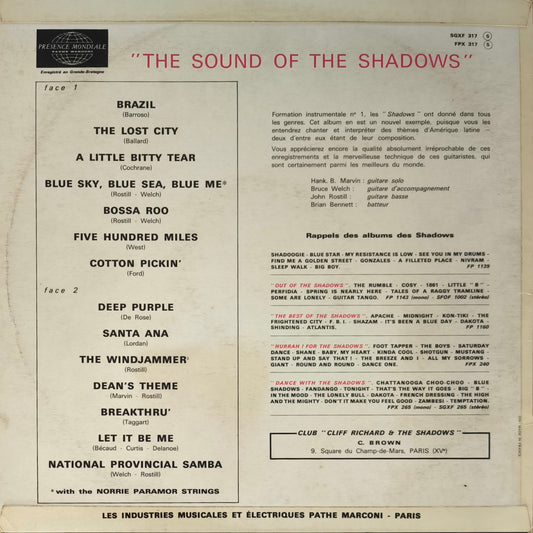 PRÉSENCE MONDIALE
PATHÉ MARCONI
Enregistré en Grande-Bretagne
SGXF 317 S
FPX 317 S
"THE SOUND OF THE SHADOWS"
face 1
BRAZIL
(Barroso)
THE LOST CITY
(Ballard)
A LITTLE BITTY TEAR
(Cochrane)
BLUE SKY, BLUE SEA, BLUE ME*
(Rostill - Welch)
BOSSA ROO
(Rostill - Welch)
FIVE HUNDRED MILES
(West)
COTTON PICKIN'
(Ford)
face 2
DEEP PURPLE
(De Rose)
SANTA ANA
(Lordan)
THE WINDJAMMER*
(Rostill)
DEAN'S THEME
(Marvin - Rostill)
BREAKTHRU'
(Taggart)
LET IT BE ME
(Bécaud - Curtis - Delanoe)
NATIONAL PROVINCIAL SAMBA
(Welch - Rostill)
*with the NORRIE PARAMOR STRINGS
Formation instrumentale nº 1, les "Shadows" ont donné dans tous
les genres. Cet album en est un nouvel exemple, puisque vous les
entendrez chanter et interpréter des thèmes d'Amérique latine -
deux d'entre eux étant de leur composition.
Vous apprécierez encore la qualité absolument irréprochable de ces
enregistrements et la merveilleuse technique de ces guitaristes, qui
sont certainement parmi les meilleurs du monde.
Hank. B. Marvin : guitare solo
Bruce Welch : guitare d'accompagnement
John Rostill : guitare basse
Brian Bennett : batteur
Rappels des albums des Shadows
SHADOOGIE - BLUE STAR - MY RESISTANCE IS LOW - SEE YOU IN MY DRUMS -
FIND ME A GOLDEN STREET - GONZALES - A FILLETED PLACE - NIVRAM -
SLEEP WALK - BIG BOY. FP 1129
"OUT OF THE SHADOWS". THE RUMBLE - COSY - 1861 - LITTLE "B" -
PERFIDIA - SPRING IS NEARLY HERE - TALES OF A RAGGY TRAMLINE -
SOME ARE LONELY - GUITAR TANGO. FP 1143 (mono) - SFOF 1002 (stéréo)
"THE BEST OF THE SHADOWS". APACHE - MIDNIGHT - KON-TIKI - THE
FRIGHTENED CITY - F. B. I. - SHAZAM - IT'S BEEN A BLUE DAY - DAKOTA -
SHINDING - ATLANTIS. FP 1160
"HURRAH ! FOR THE SHADOWS". FOOT TAPPER - THE BOYS - SATURDAY
DANCE - SHANE - BABY, MY HEART - KINDA COOL - SHOTGUN - MUSTANG -
STAND UP AND SAY THAT ! - THE BREEZE AND I - ALL MY SORROWS -
GIANT - ROUND AND ROUND - DANCE ONE. FPX 240
"DANCE WITH THE SHADOWS". CHATTANOOGA CHOO-CHOO - BLUE
SHADOWS - FANDANGO - TONIGHT - THAT'S THE WAY IT GOES - BIG "B" -
IN THE MOOD - THE LONELY BULL - DAKOTA - FRENCH DRESSING - THE HIGH
AND THE MIGHTY - DON'T IT MAKE YOU FEEL GOOD - ZAMBESI - TEMPTATION.
FPX 265 (mono) - SGXF 265 (stéréo)
CLUB "CLIFF RICHARD & THE SHADOWS"
C. BROWN
9, Square du Champ-de-Mars, PARIS (XVe)
LES INDUSTRIES MUSICALES ET ÉLECTRIQUES PATHE MARCONI - PARIS